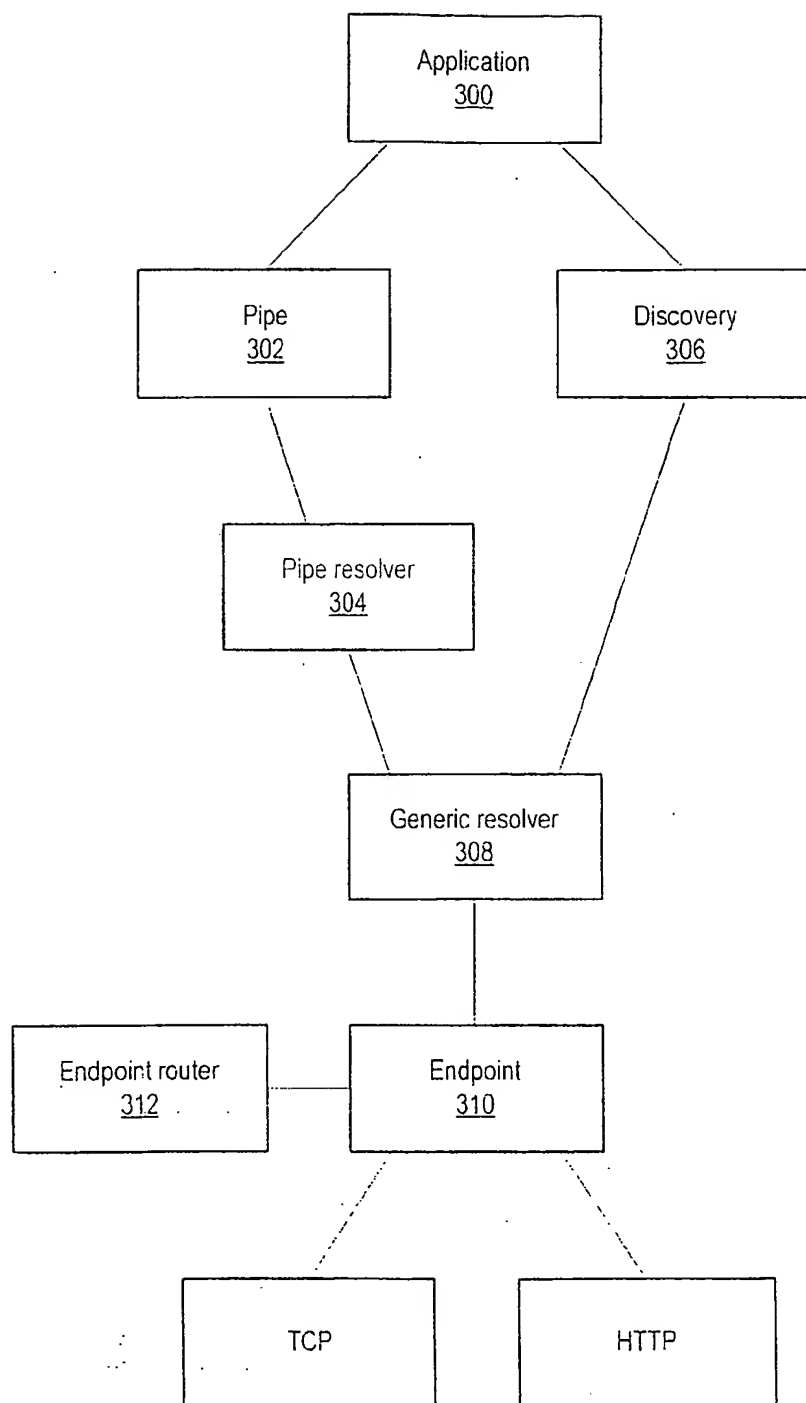 Application
300
Pipe
302
Discovery
306
Pipe resolver
304
Generic resolver
308
Endpoint router
312
Endpoint
310
TCP
HTTP